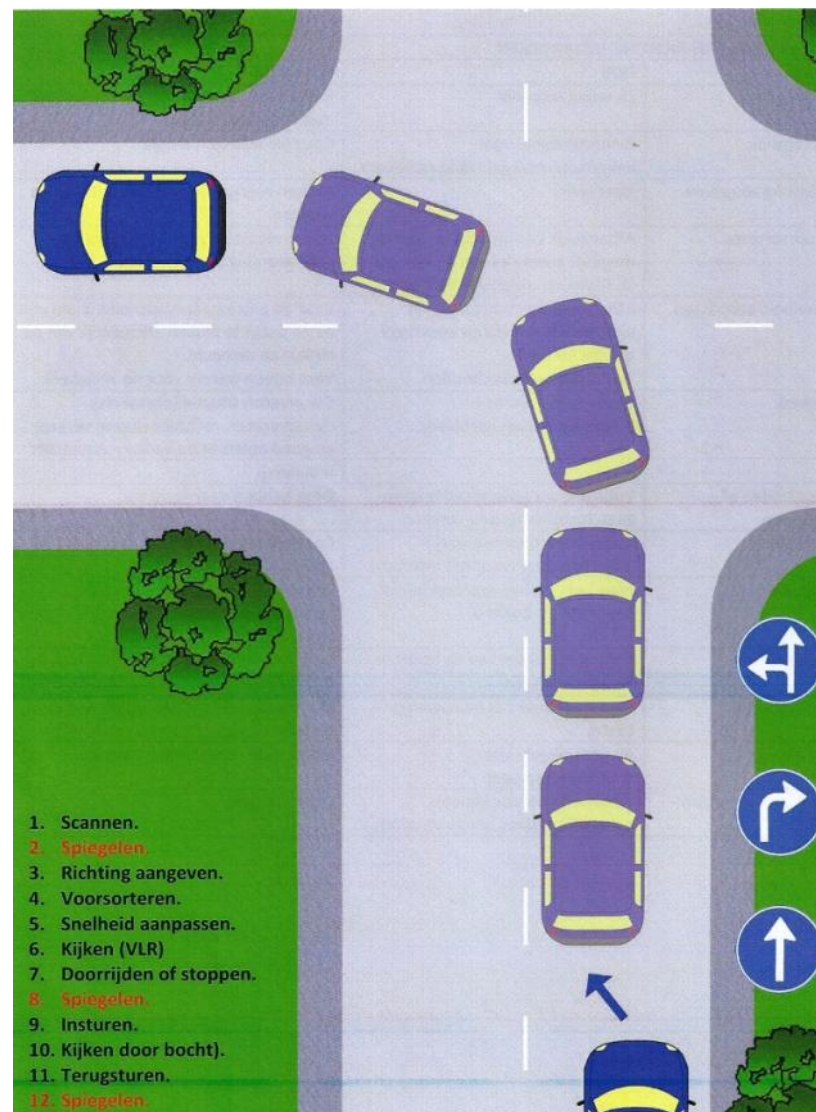 1. Scannen.
2. Spiegelen.
3. Richting aangeven.
4. Voorsorteren.
5. Snelheid aanpassen.
6. Kijken (VLR)
7. Doorrijden of stoppen.
8. Spiegelen.
9. Insturen.
10. Kijken door bocht).
11. Terugsturen.
12. Spiegelen.